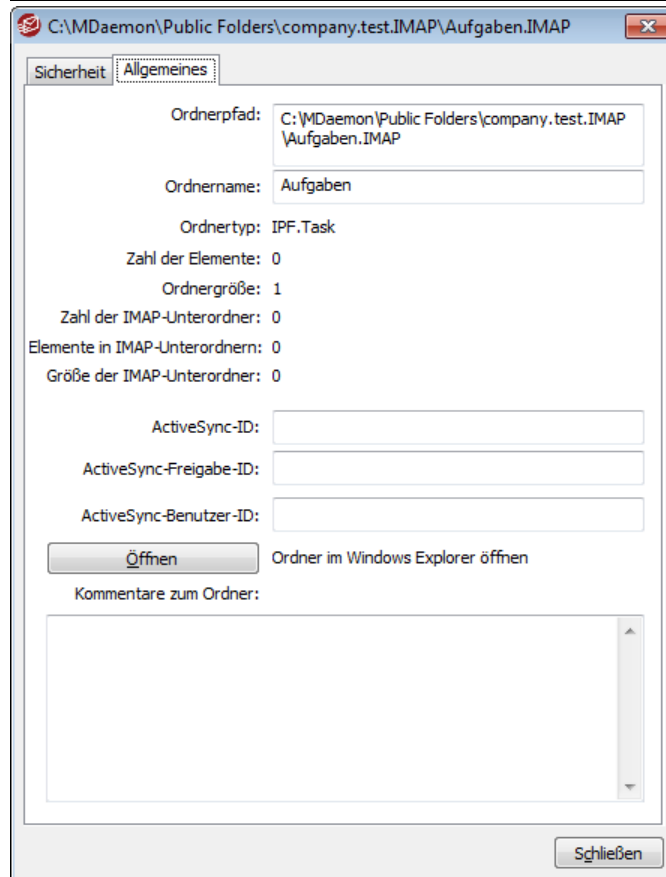 C:\MDaemon\Public Folders\company.test.IMAP\Aufgaben.IMAP
Sicherheit Allgemeines
Ordnerpfad: C:\MDaemon\Public Folders\company.test.IMAP
\Aufgaben.IMAP
Ordnername: Aufgaben
Ordnertyp: IPF.Task
Zahl der Elemente: 0
Ordnergröße: 1
Zahl der IMAP-Unterordner: 0
Elemente in IMAP-Unterordnern: 0
Größe der IMAP-Unterordner: 0
ActiveSync-ID:
ActiveSync-Freigabe-ID:
ActiveSync-Benutzer-ID:
Öffnen Ordner im Windows Explorer öffnen
Kommentare zum Ordner:
Schließen